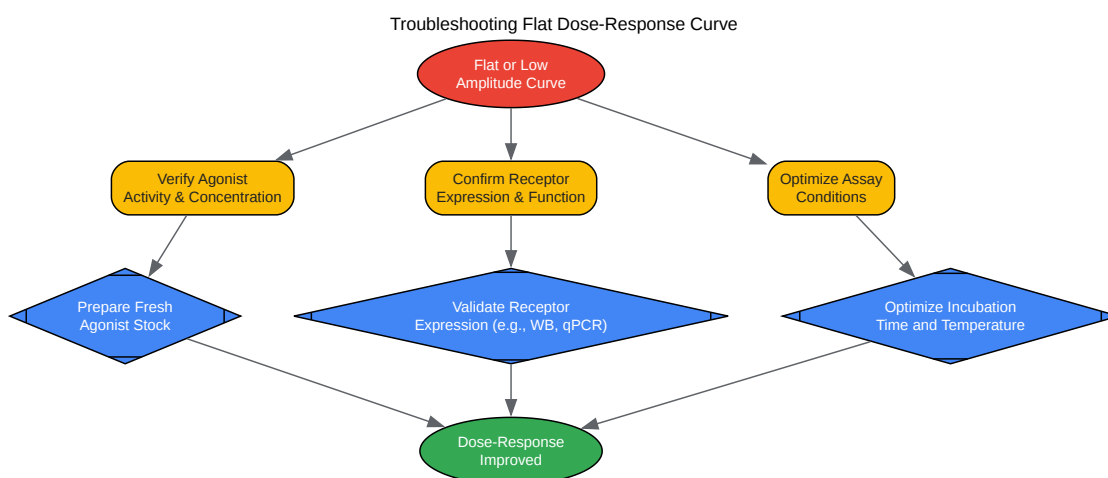 Troubleshooting Flat Dose-Response Curve
Flat or Low
Amplitude Curve
Verify Agonist
Activity & Concentration
Confirm Receptor
Expression & Function
Optimize Assay
Conditions
Prepare Fresh
Agonist Stock
Validate Receptor
Expression (e.g., WB, qPCR)
Optimize Incubation
Time and Temperature
Dose-Response
Improved